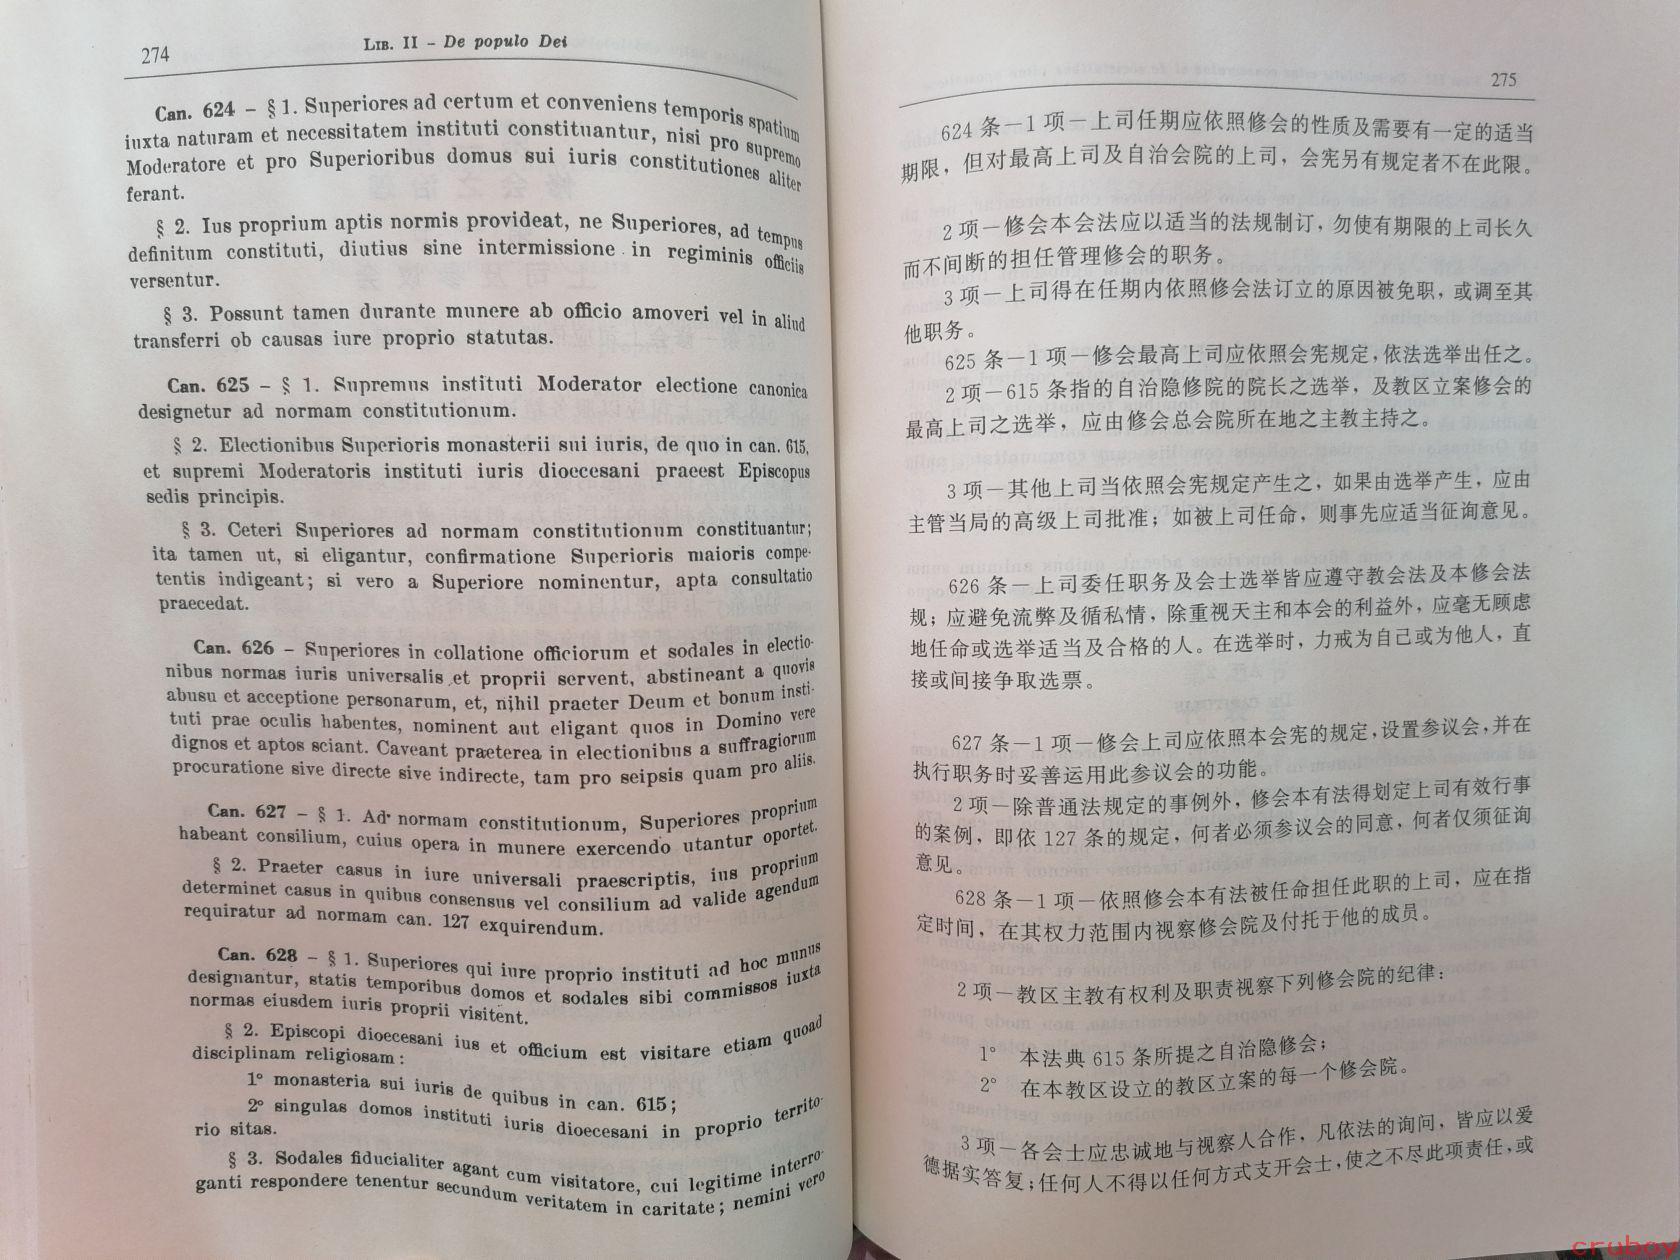 274
LIB. II – De populo Dei
Can. 624 – § 1. Superiores ad certum et conveniens temporis spatium
iuxta naturam et necessitatem instituti constituantur, nisi pro supremo
Moderatore et pro Superioribus domus sui iuris constitutiones aliter
ferant.
§ 2. Ius proprium aptis normis provideat, ne Superiores, ad tempus
definitum constituti, diutius sine intermissione in regiminis officiis
versentur.
§ 3. Possunt tamen durante munere ab officio amoveri vel in aliud
transferri ob causas iure proprio statutas.
Can. 625 – § 1. Supremus instituti Moderator electione canonica
designetur ad normam constitutionum.
§ 2. Electionibus Superioris monasterii sui iuris, de quo in can. 615,
et supremi Moderatoris instituti iuris dioecesani praeest Episcopus
sedis principis.
§ 3. Ceteri Superiores ad normam constitutionum constituantur;
ita tamen ut, si eligantur, confirmatione Superioris maioris compe-
tentis indigeant; si vero a Superiore nominentur, apta consultatio
praecedat.
Can. 626 – Superiores in collatione officiorum et sodales in electio-
nibus normas iuris universalis et proprii servent, abstineant a quovis
abusu et acceptione personarum, et, nihil praeter Deum et bonum insti-
tuti prae oculis habentes, nominent aut eligant quos in Domino vere
dignos et aptos sciant. Caveant praeterea in electionibus a suffragiorum
procuratione sive directe sive indirecte, tam pro seipsis quam pro aliis.
Can. 627 – § 1. Ad normam constitutionum, Superiores proprium
habeant consilium, cuius opera in munere exercendo utantur oportet.
§ 2. Praeter casus in iure universali praescriptis, ius proprium
determinet casus in quibus consensus vel consilium ad valide agendum
requiratur ad normam can. 127 exquirendum.
Can. 628 – § 1. Superiores qui iure proprio instituti ad hoc munus
designantur, statis temporibus domos et sodales sibi commissos iuxta
normas eiusdem iuris proprii visitent.
§ 2. Episcopi dioecesani ius et officium est visitare etiam quoad
disciplinam religiosam:
1° monasteria sui iuris de quibus in can. 615;
2° singulas domos instituti iuris dioecesani in proprio territo-
rio sitas.
§ 3. Sodales fiducialiter agant cum visitatore, cui legitime interro-
ganti respondere tenentur secundum veritatem in caritate; nemini vero
275
624 条－1 项－上司任期应依照修会的性质及需要有一定的适当
期限，但对最高上司及自治会院的上司，会宪另有规定者不在此限。
2 项－修会本会法应以适当的法规制订，勿使有期限的上司长久
而不间断的担任管理修会的职务。
3 项－上司得在任期内依照修会法订立的原因被免职，或调至其
他职务。
625 条－1 项－修会最高上司应依照会宪规定，依法选举出任之。
2 项－615 条指的自治隐修院的院长之选举，及教区立案修会的
最高上司之选举，应由修会总会院所在地之主教主持之。
3 项－其他上司当依照会宪规定产生之，如果由选举产生，应由
主管当局的高级上司批准；如被上司任命，则事先应适当征询意见。
626 条－上司委任职务及会士选举皆应遵守教会法及本修会法
规；应避免流弊及循私情，除重视天主和本会的利益外，应毫无顾虑
地任命或选举适当及合格的人。在选举时，力戒为自己或为他人，直
接或间接争取选票。
627 条－1 项－修会上司应依照本会宪的规定，设置参议会，并在
执行职务时妥善运用此参议会的功能。
2 项－除普通法规定的事例外，修会本有法得划定上司有效行事
的案例，即依 127 条的规定，何者必须参议会的同意，何者仅须征询
意见。
628 条－1 项－依照修会本有法被任命担任此职的上司，应在指
定时间，在其权力范围内视察修会院及付托于他的成员。
2 项－教区主教有权利及职责视察下列修会院的纪律：
1° 本法典 615 条所提之自治隐修会；
2° 在本教区设立的教区立案的每一个修会院。
3 项－各会士应忠诚地与视察人合作，凡依法的询问，皆应以爱
德据实答复；任何人不得以任何方式支开会士，使之不尽此项责任，或